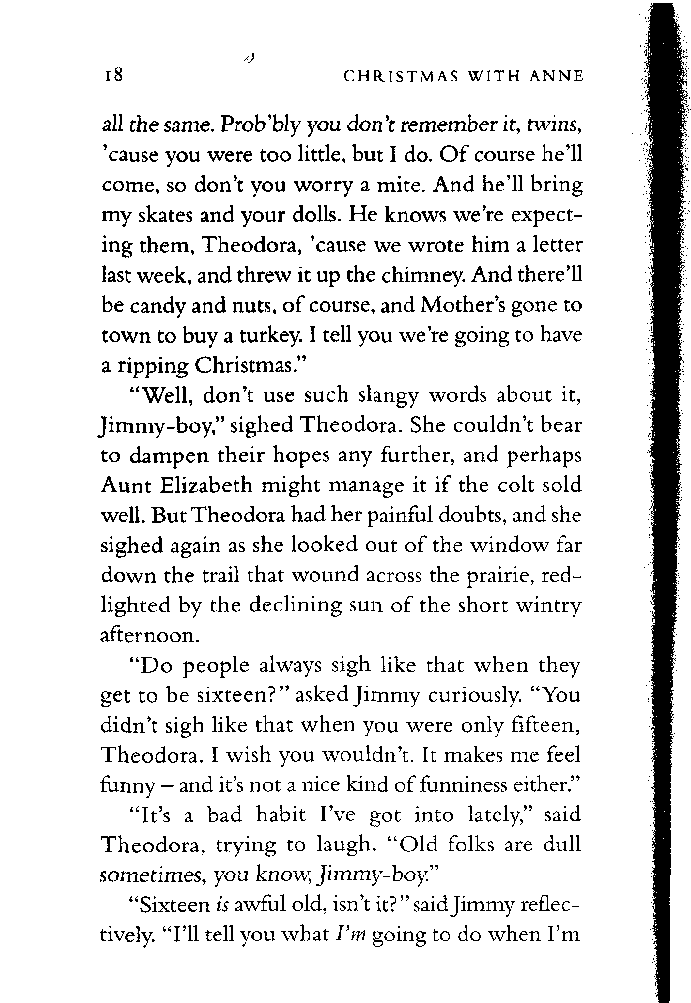 18 CHRISTMAS WITH ANNE
all the same. Prob'bly you don't remember it, twins,
'cause you were too little, but I do. Of course he'll
come, so don't you worry a mite. And he'll bring
my skates and your dolls. He knows we're expect-
ing them, Theodora, 'cause we wrote him a letter
last week, and threw it up the chimney. And there'll
be candy and nuts, of course, and Mother's gone to
town to buy a turkey. I tell you we're going to have
a ripping Christmas."
"Well, don't use such slangy words about it,
Jimmy-boy," sighed Theodora. She couldn't bear
to dampen their hopes any further, and perhaps
Aunt Elizabeth might manage it if the colt sold
well. But Theodora had her painful doubts, and she
sighed again as she looked out of the window far
down the trail that wound across the prairie, red-
lighted by the declining sun of the short wintry
afternoon.
"Do people always sigh like that when they
get to be sixteen?" asked Jimmy curiously. "You
didn't sigh like that when you were only fifteen,
Theodora. I wish you wouldn't. It makes me feel
funny – and it's not a nice kind of funniness either."
"It's a bad habit I've got into lately," said
Theodora, trying to laugh. "Old folks are dull
sometimes, you know, Jimmy-boy."
"Sixteen is awful old, isn't it?" said Jimmy reflec-
tively. "I'll tell you what I'm going to do when I'm